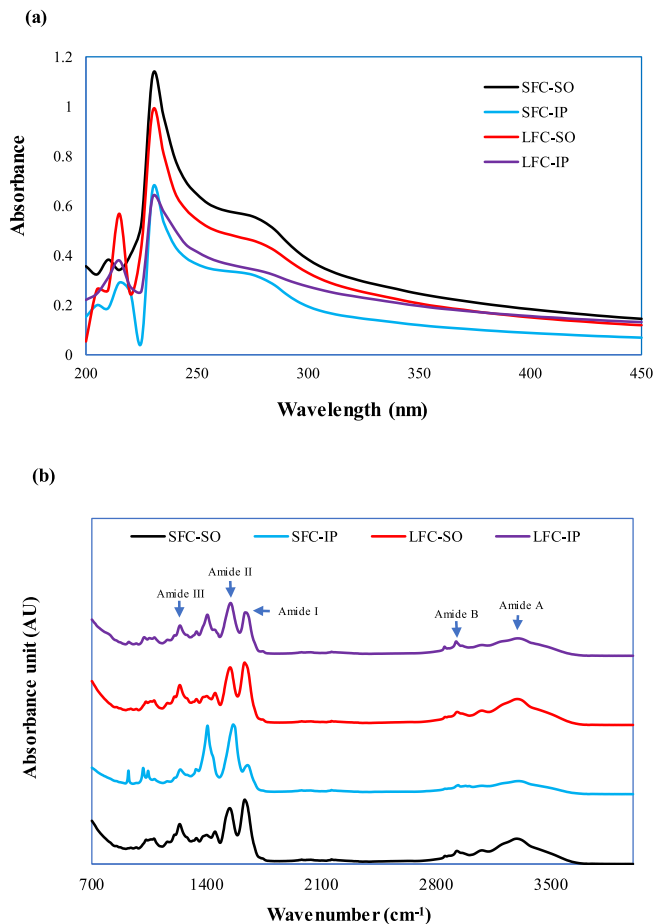 (a)
1.2
1
0.8
0.6
0.4
0.2
0
Absorbance
SFC-SO
SFC-IP
LFC-SO
LFC-IP
200 250 300 350 400 450
Wavelength (nm)
(b)
SFC-SO SFC-IP LFC-SO LFC-IP
Amide III
Amide II
Amide I
Amide B
Amide A
Absorbance unit (AU)
700 1400 2100 2800 3500
Wavenumber (cm⁻¹)